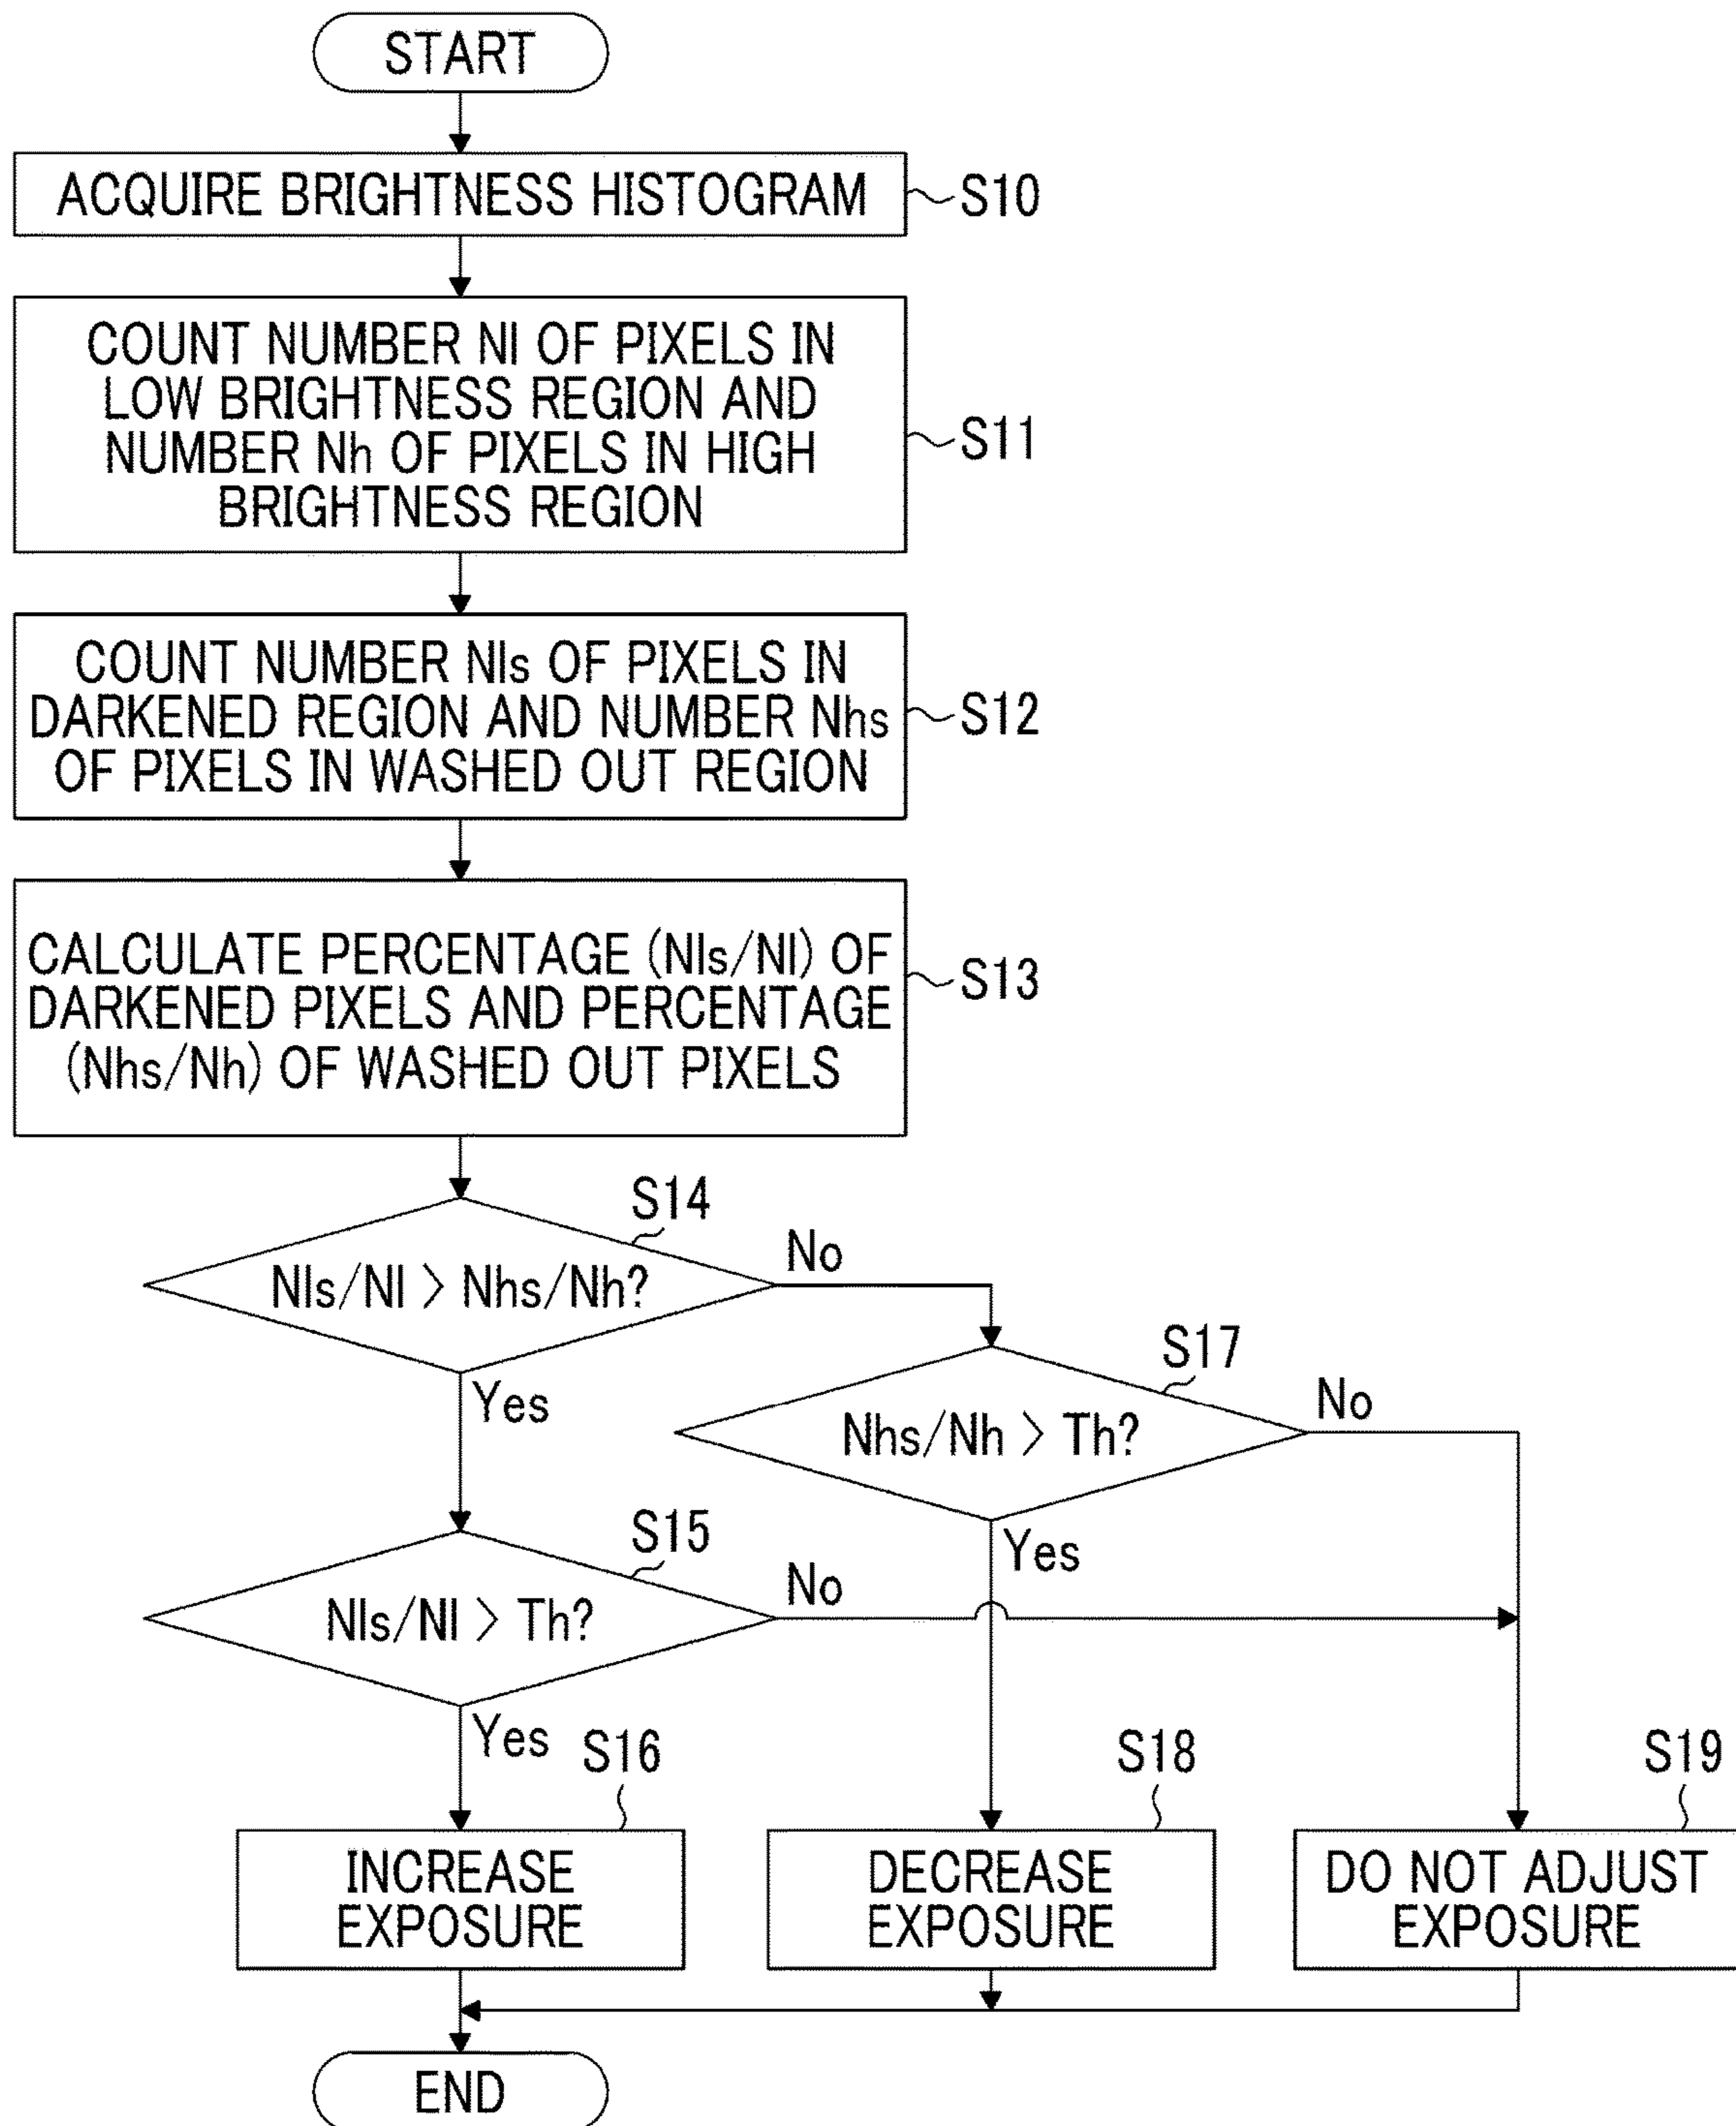 START
ACQUIRE BRIGHTNESS HISTOGRAM
S10
COUNT NUMBER Nl OF PIXELS IN
LOW BRIGHTNESS REGION AND
NUMBER Nh OF PIXELS IN HIGH
BRIGHTNESS REGION
S11
COUNT NUMBER Nls OF PIXELS IN
DARKENED REGION AND NUMBER Nhs
OF PIXELS IN WASHED OUT REGION
S12
CALCULATE PERCENTAGE (Nls/Nl) OF
DARKENED PIXELS AND PERCENTAGE
(Nhs/Nh) OF WASHED OUT PIXELS
S13
S14
Nls/Nl > Nhs/Nh?
No
Yes
S17
Nhs/Nh > Th?
No
Yes
S15
Nls/Nl > Th?
No
Yes
S16
INCREASE
EXPOSURE
S18
DECREASE
EXPOSURE
S19
DO NOT ADJUST
EXPOSURE
END